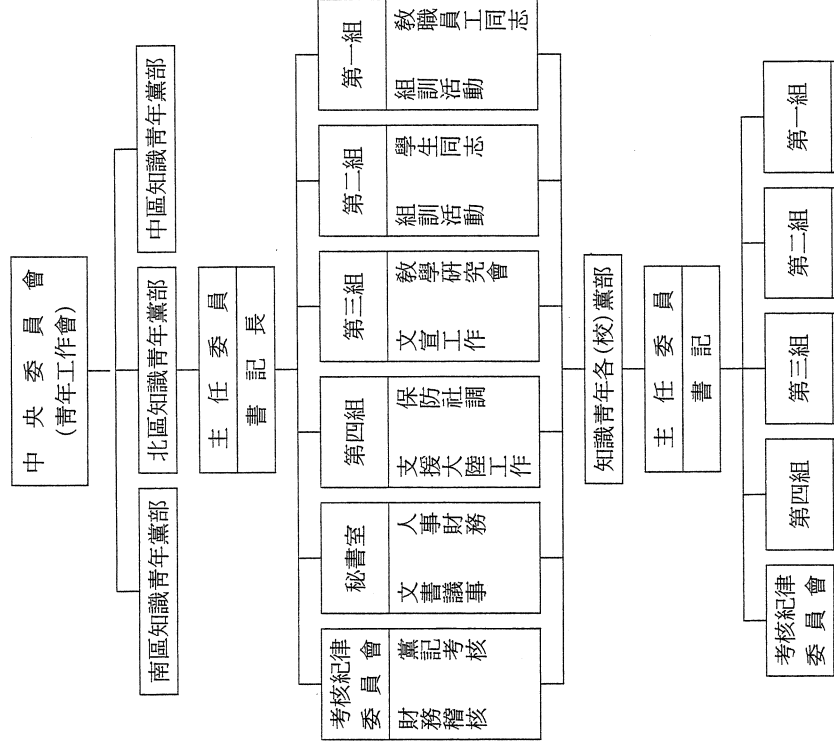 中央委員會
(青年工作會)
中區知識青年黨部
北區知識青年黨部
南區知識青年黨部
主任委員
書記長
第一組
教職員工同志
組訓活動
第二組
學生同志
組訓活動
第三組
教學研究會
文宣工作
第四組
保防社調
支援大陸工作
秘書室
人事財務
文書議事
考核紀律
委員會
黨記考核
財務稽核
知識青年各(校)黨部
主任委員
書記
第一組
第二組
第三組
第四組
考核紀律
委員會